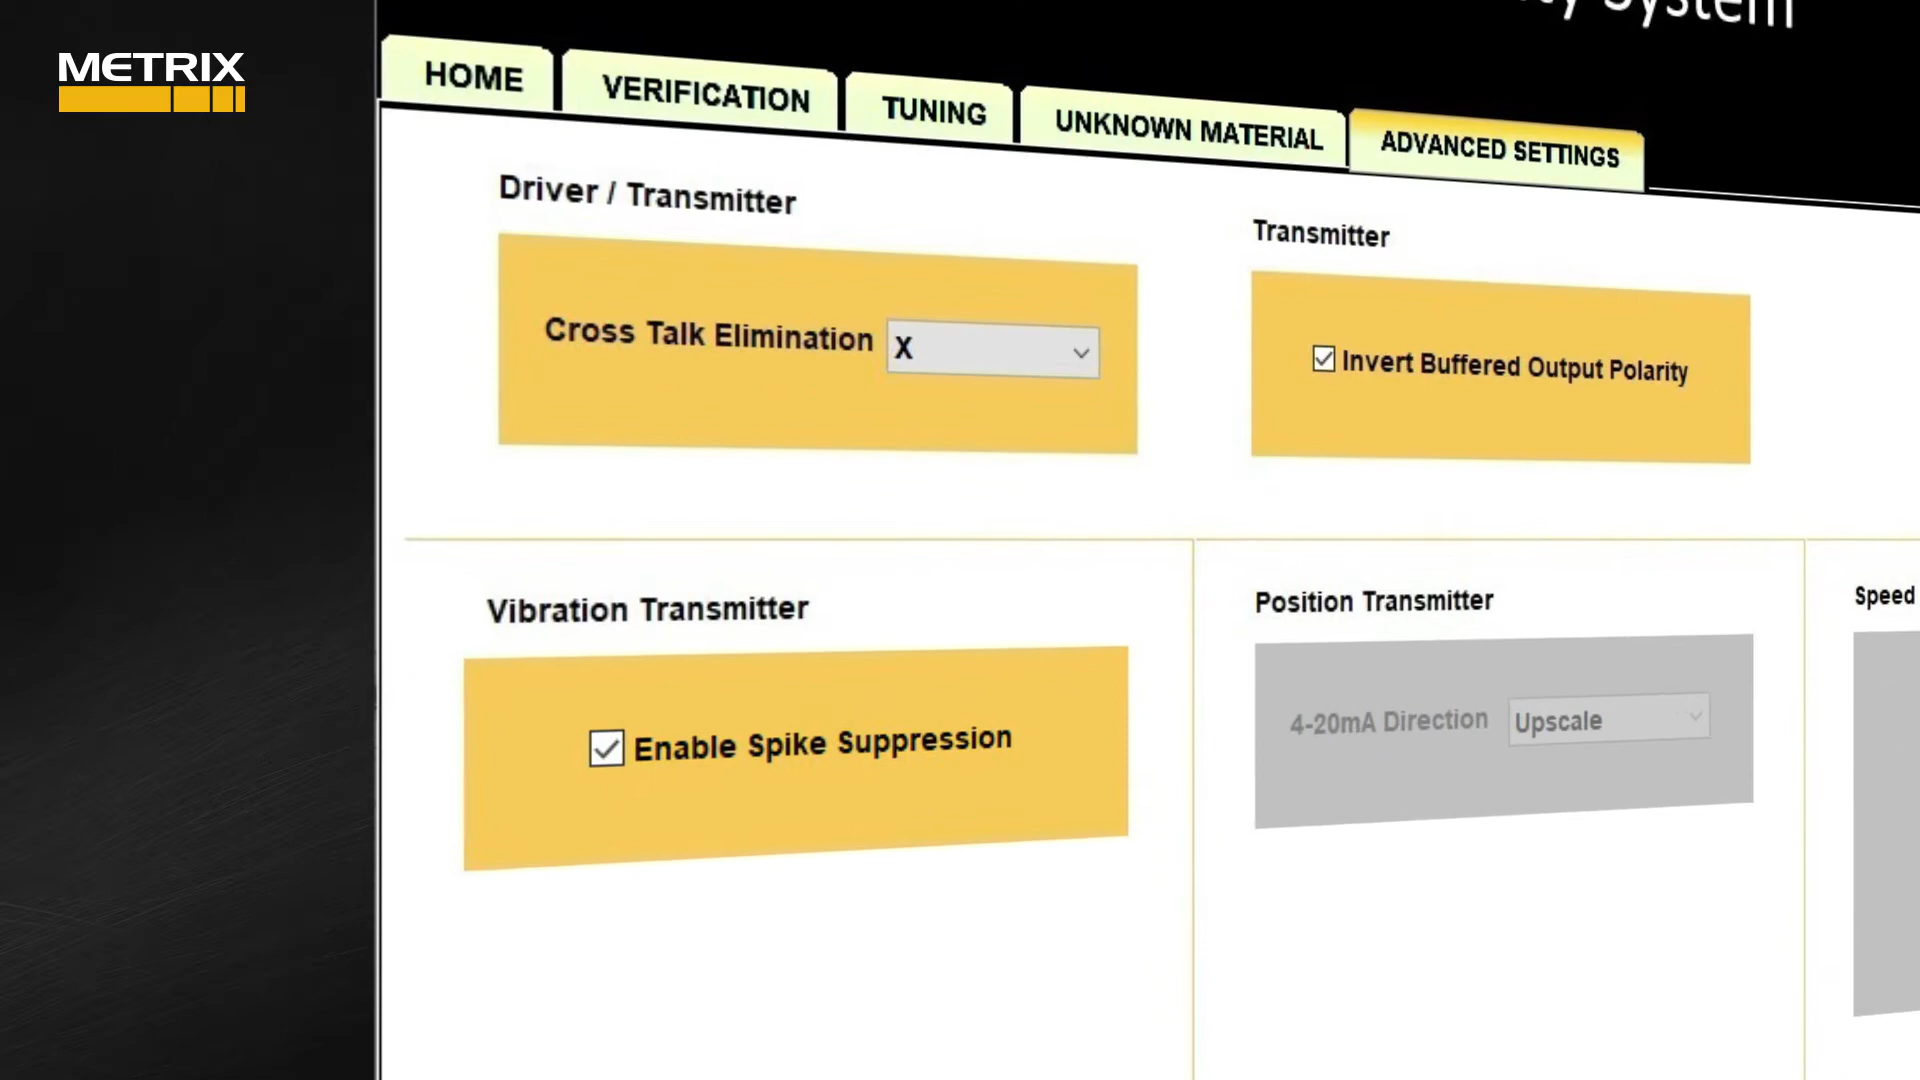 System
METRIX
HOME
VERIFICATION
TUNING
UNKNOWN MATERIAL
ADVANCED SETTINGS
Driver / Transmitter
Cross Talk Elimination X
Transmitter
Invert Buffered Output Polarity
Vibration Transmitter
Enable Spike Suppression
Position Transmitter
4-20mA Direction Upscale
Speed